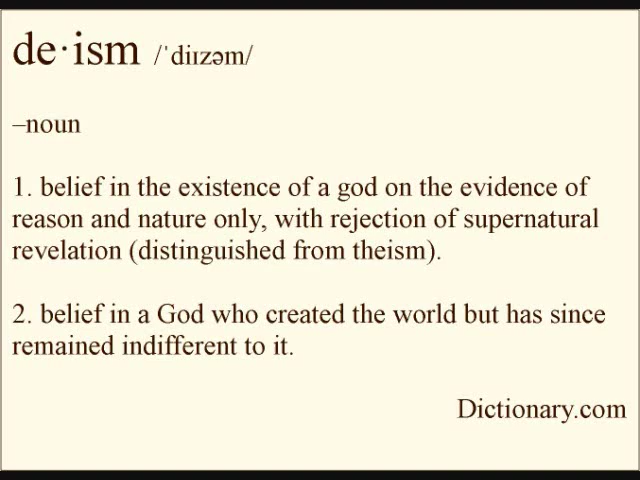 de·ism /ˈdiɪzəm/
–noun
1. belief in the existence of a god on the evidence of
reason and nature only, with rejection of supernatural
revelation (distinguished from theism).
2. belief in a God who created the world but has since
remained indifferent to it.
Dictionary.com